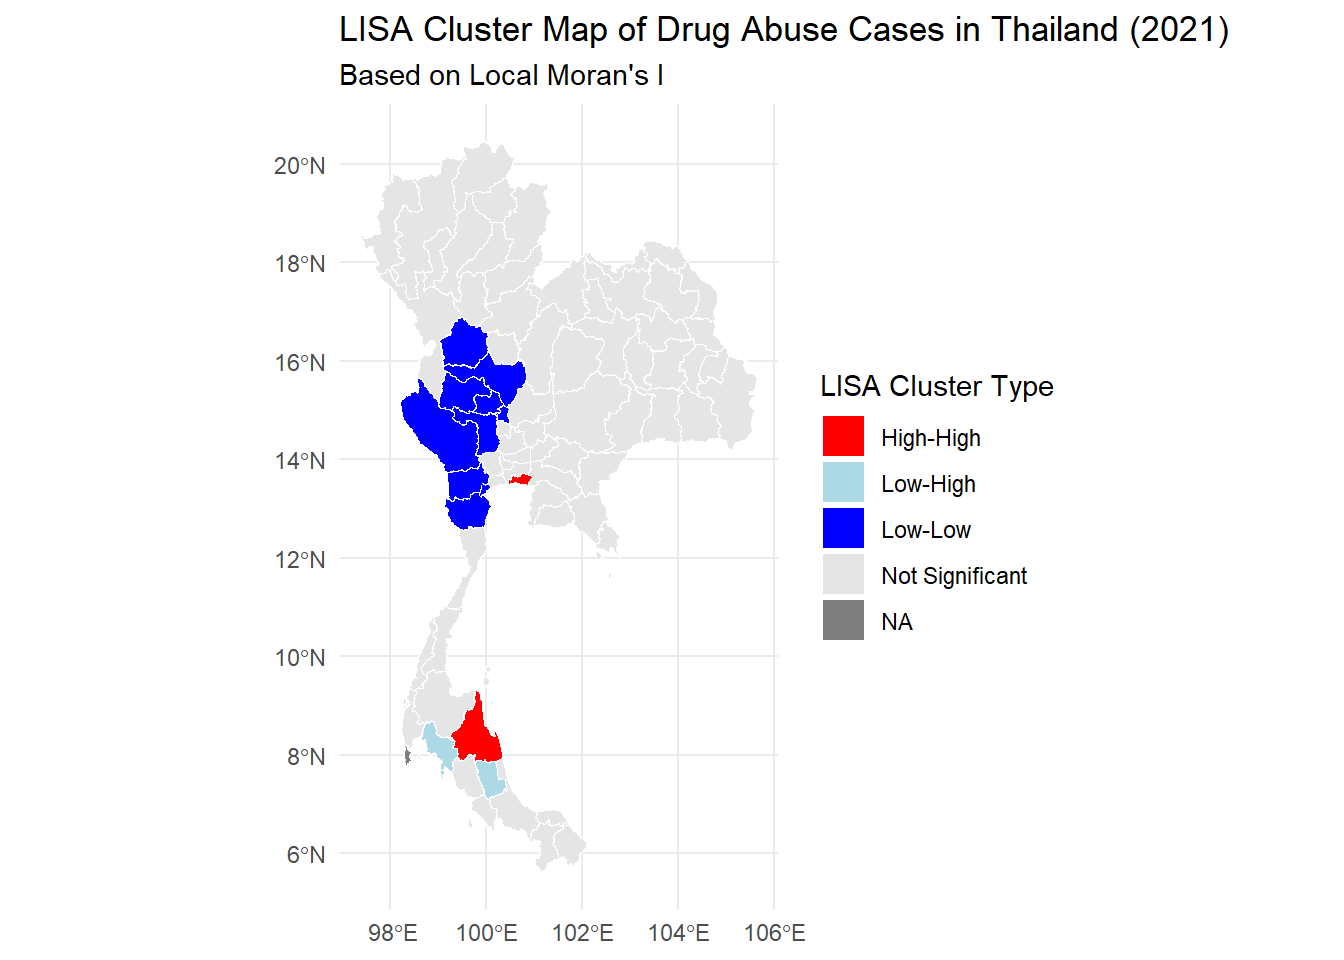 LISA Cluster Map of Drug Abuse Cases in Thailand (2021)
Based on Local Moran's I
20°N
18°N
16°N
14°N
12°N
10°N
8°N
6°N
98°E 100°E 102°E 104°E 106°E
LISA Cluster Type
High-High
Low-High
Low-Low
Not Significant
NA